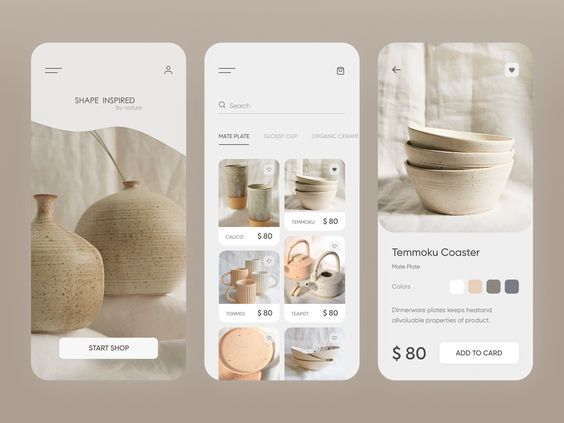 SHAPE INSPIRED
by nature
START SHOP
Search
MATE PLATE
GLOSSY CUP
ORGANIC CERAME
CALICO
$ 80
TEMMOKU
$ 80
TONMOI
$ 80
TEAPOT
$ 80
Temmoku Coaster
Mate Plate
Colors
Dinnerware plates keeps heatand
allvoluable properties of product.
$ 80
ADD TO CARD